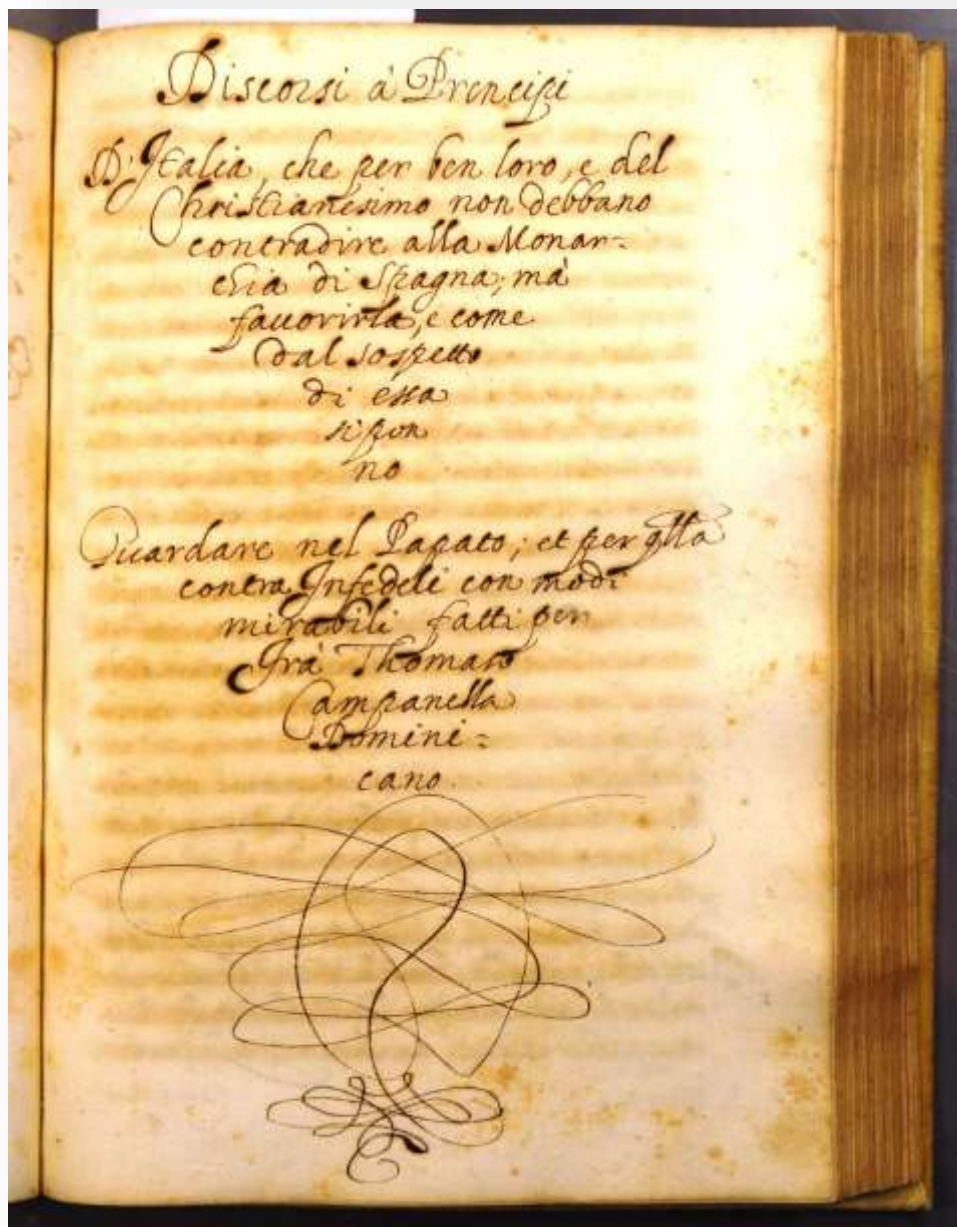 Discorsi à Prencipi
D'Italia, che per ben loro, e del
Christianesimo non debbano
contradire alla Monar=
chia di Spagna, mà
fauorirla, e come
dal sospetto
di essa
si pon
no
Guardare nel Papato; et per qlla
contra Infedeli con modi
mirabili fatti per
Frà Thomaso
Campanella
Domini=
cano.